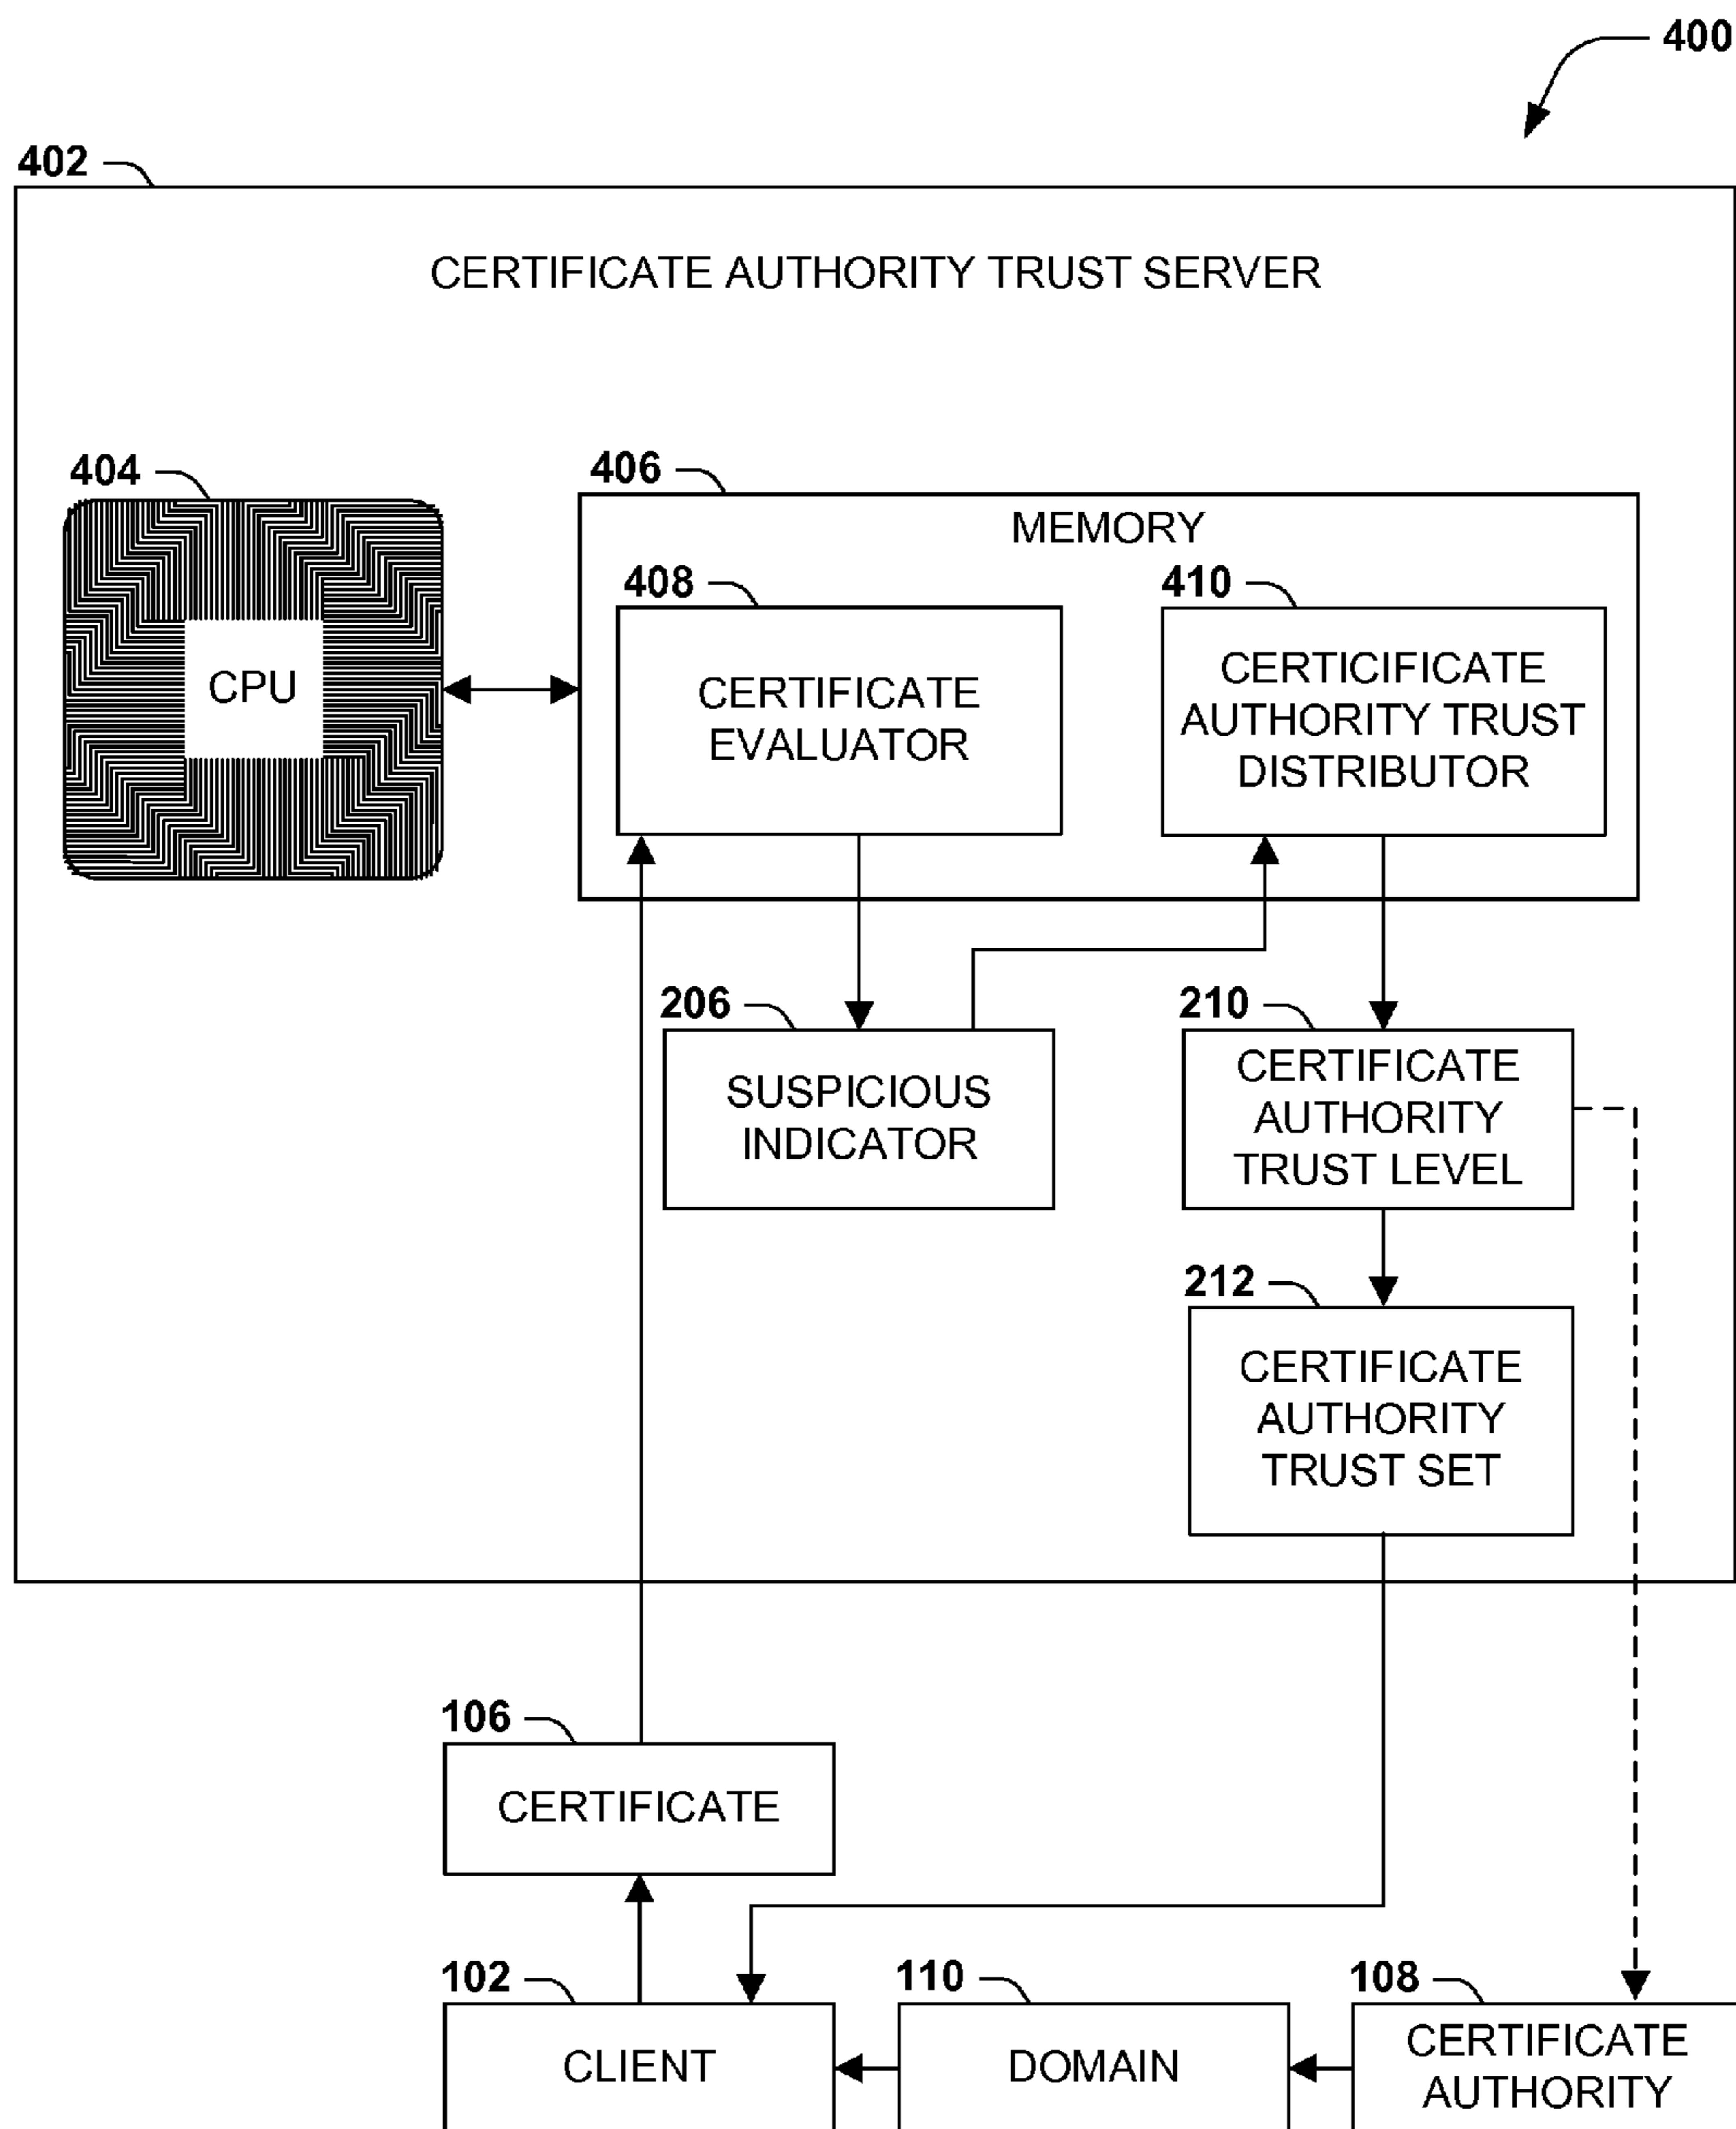 400
402
CERTIFICATE AUTHORITY TRUST SERVER
404
CPU
406
MEMORY
408
CERTIFICATE
EVALUATOR
410
CERTICIFICATE
AUTHORITY TRUST
DISTRIBUTOR
206
SUSPICIOUS
INDICATOR
210
CERTIFICATE
AUTHORITY
TRUST LEVEL
212
CERTIFICATE
AUTHORITY
TRUST SET
106
CERTIFICATE
102
CLIENT
110
DOMAIN
108
CERTIFICATE
AUTHORITY